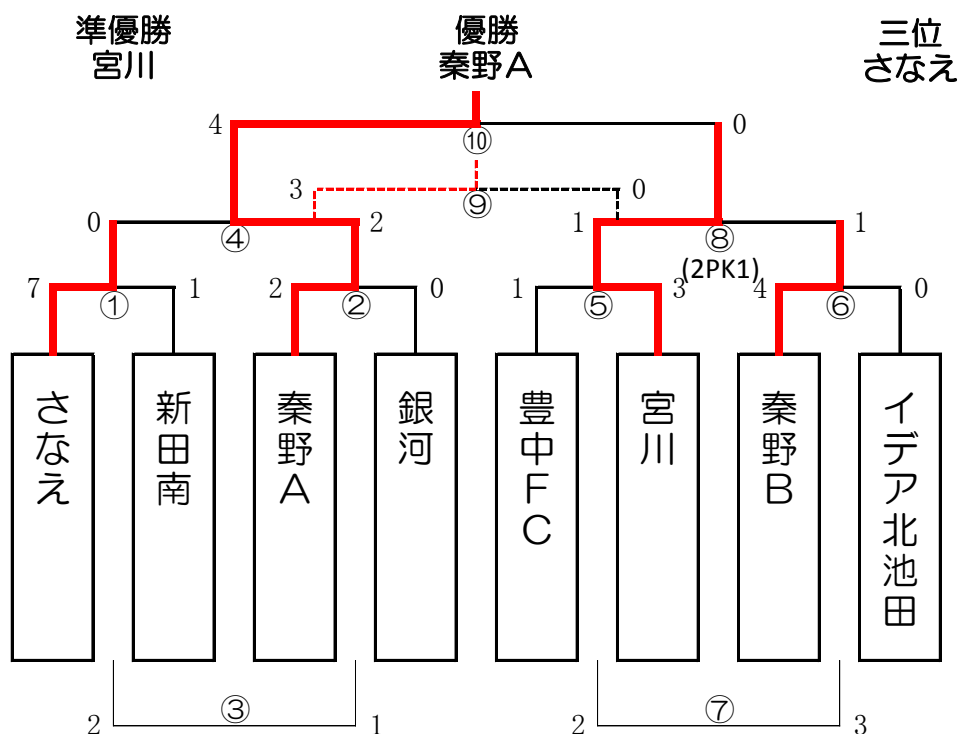 準優勝
宮川
優勝
秦野A
三位
さなえ
4
⑩
0
3
⑨
0
0
④
2
1
⑧
1
(2PK1)
7
①
1
2
②
0
1
⑤
3
4
⑥
0
さなえ
新田南
秦野A
銀河
豊中FC
宮川
秦野B
イデア北池田
2
③
1
2
⑦
3